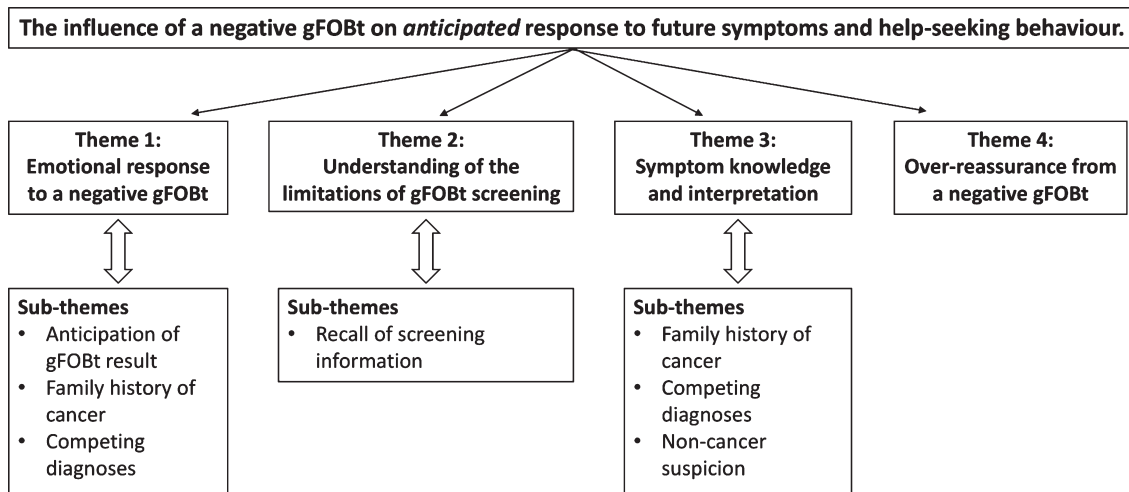 The influence of a negative gFOBt on anticipated response to future symptoms and help-seeking behaviour.
Theme 1:
Emotional response
to a negative gFOBt
Theme 2:
Understanding of the
limitations of gFOBt screening
Theme 3:
Symptom knowledge
and interpretation
Theme 4:
Over-reassurance from
a negative gFOBt
Sub-themes
• Anticipation of
gFOBt result
• Family history of
cancer
• Competing
diagnoses
Sub-themes
• Recall of screening
information
Sub-themes
• Family history of
cancer
• Competing
diagnoses
• Non-cancer
suspicion